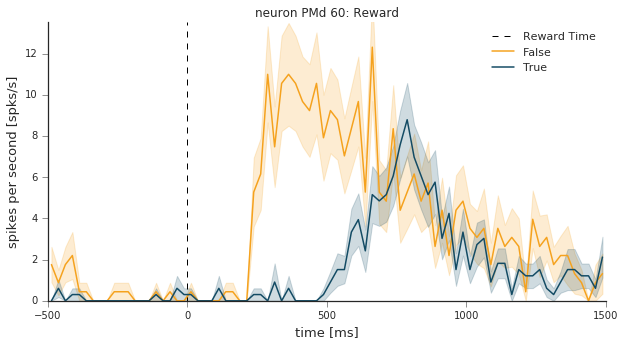 neuron PMd 60: Reward
Reward Time
False
True
spikes per second [spks/s]
12
10
8
6
4
2
0
−500
0
500
1000
1500
time [ms]